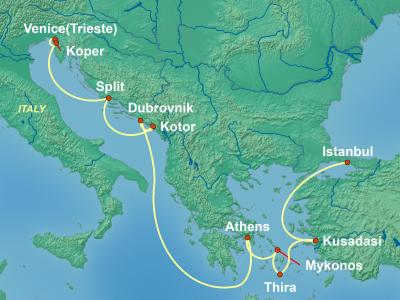 Venice(Trieste)
Koper
Split
ITALY
Dubrovnik
Kotor
Istanbul
Athens
Kusadasi
Mykonos
Thira